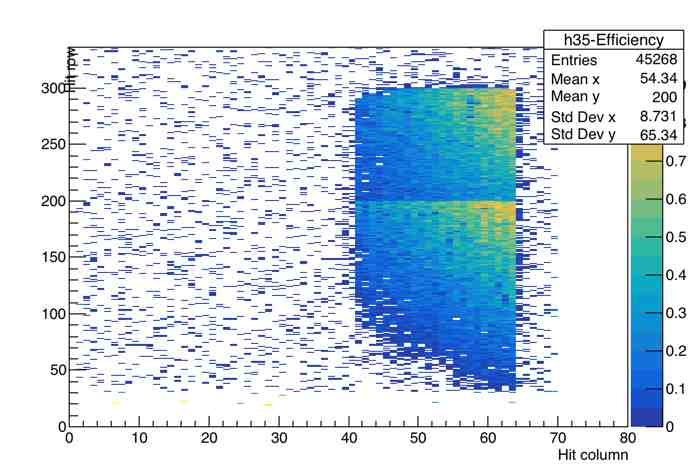 h35-Efficiency
Entries 45268
Mean x 54.34
Mean y 200
Std Dev x 8.731
Std Dev y 65.34
300
250
200
150
100
50
0
0 10 20 30 40 50 60 70 80
Hit column
0.7
0.6
0.5
0.4
0.3
0.2
0.1
0